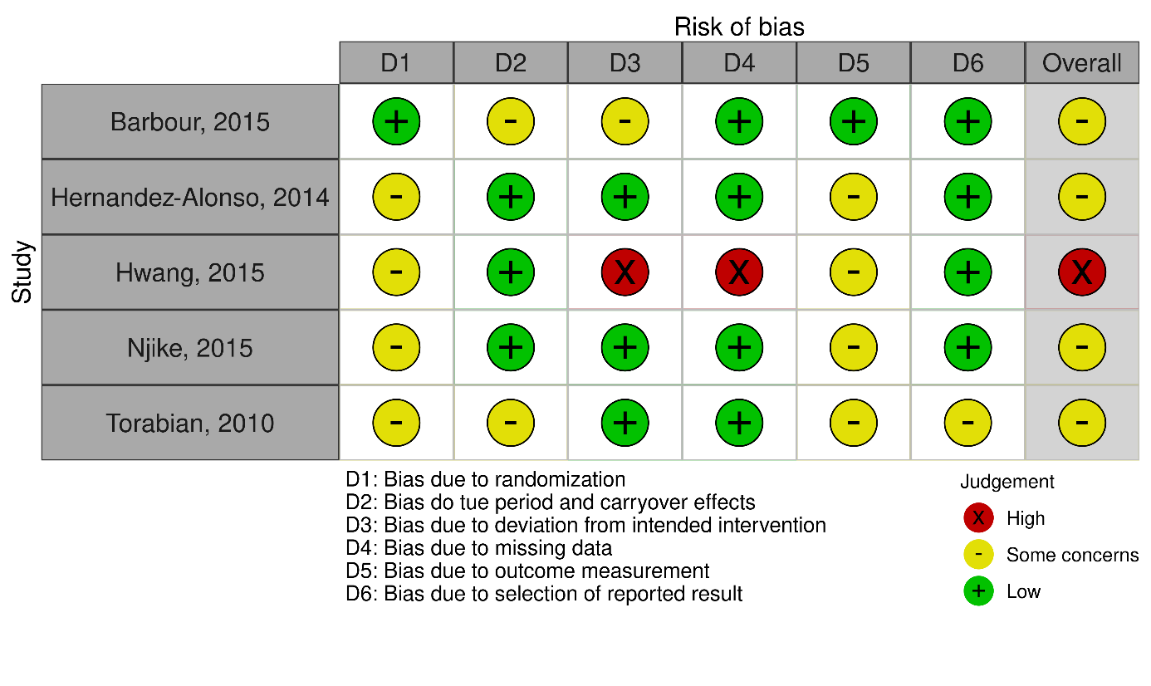 Risk of bias
D1 D2 D3 D4 D5 D6 Overall
Study
Barbour, 2015 + - - + + + -
Hernandez-Alonso, 2014 - + + + - + -
Hwang, 2015 - + X X - + X
Njike, 2015 - + + + - + -
Torabian, 2010 - - + + - - -
D1: Bias due to randomization
D2: Bias do tue period and carryover effects
D3: Bias due to deviation from intended intervention
D4: Bias due to missing data
D5: Bias due to outcome measurement
D6: Bias due to selection of reported result
Judgement
X High
- Some concerns
+ Low